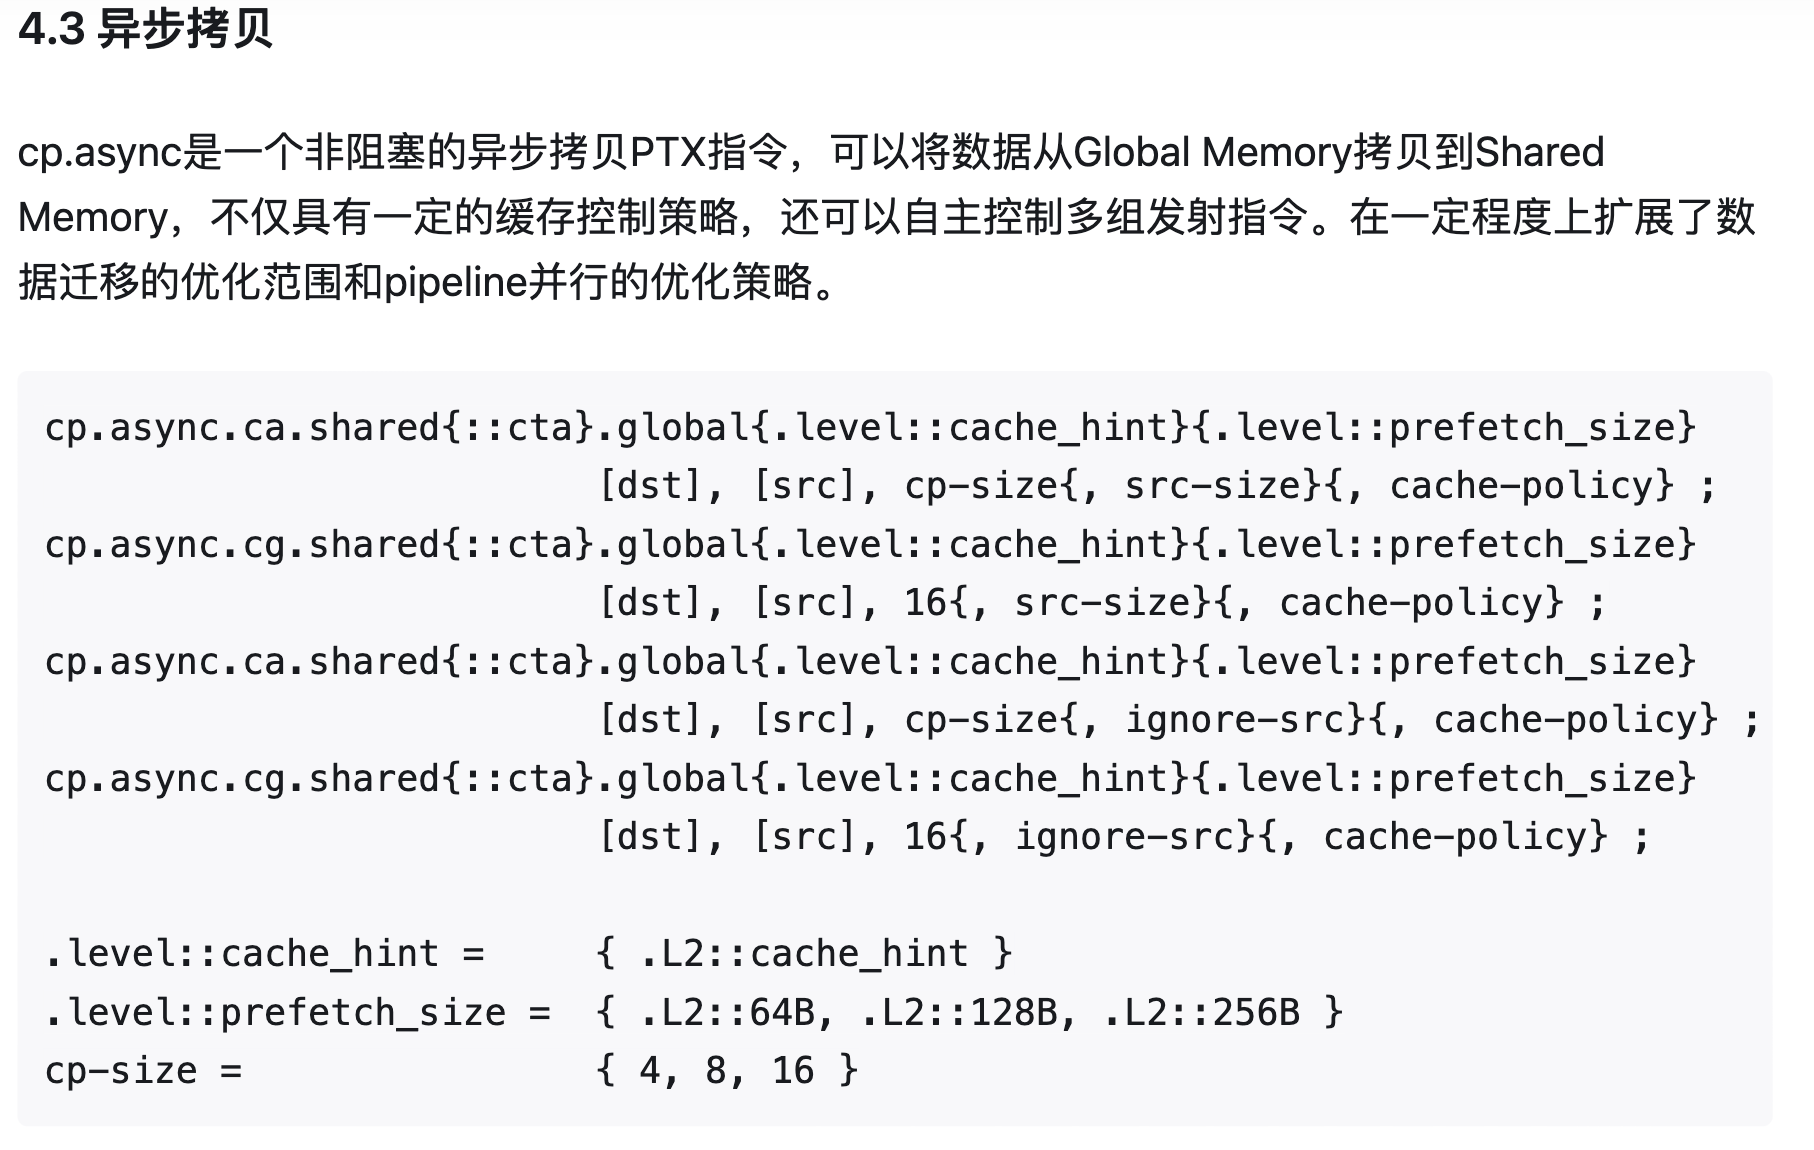 4.3 异步拷贝
cp.async是一个非阻塞的异步拷贝PTX指令，可以将数据从Global Memory拷贝到Shared
Memory，不仅具有一定的缓存控制策略，还可以自主控制多组发射指令。在一定程度上扩展了数
据迁移的优化范围和pipeline并行的优化策略。
cp.async.ca.shared{::cta}.global{.level::cache_hint}{.level::prefetch_size}
[dst], [src], cp-size{, src-size}{, cache-policy} ;
cp.async.cg.shared{::cta}.global{.level::cache_hint}{.level::prefetch_size}
[dst], [src], 16{, src-size}{, cache-policy} ;
cp.async.ca.shared{::cta}.global{.level::cache_hint}{.level::prefetch_size}
[dst], [src], cp-size{, ignore-src}{, cache-policy} ;
cp.async.cg.shared{::cta}.global{.level::cache_hint}{.level::prefetch_size}
[dst], [src], 16{, ignore-src}{, cache-policy} ;
.level::cache_hint = { .L2::cache_hint }
.level::prefetch_size = { .L2::64B, .L2::128B, .L2::256B }
cp-size = { 4, 8, 16 }